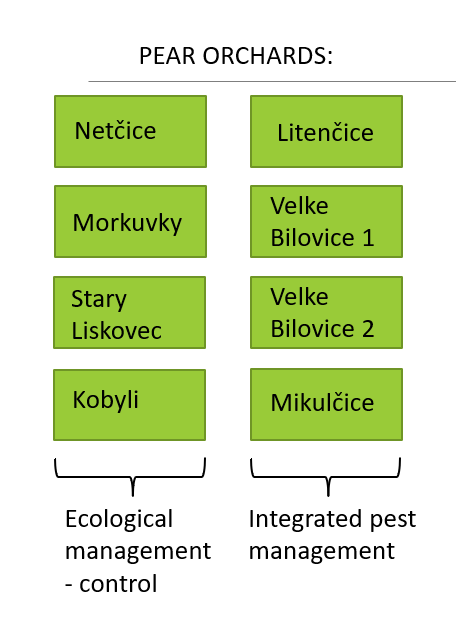 PEAR ORCHARDS:
Netčice
Morkuvky
Stary
Liskovec
Kobyli
Ecological
management
- control
Litenčice
Velke
Bilovice 1
Velke
Bilovice 2
Mikulčice
Integrated pest
management